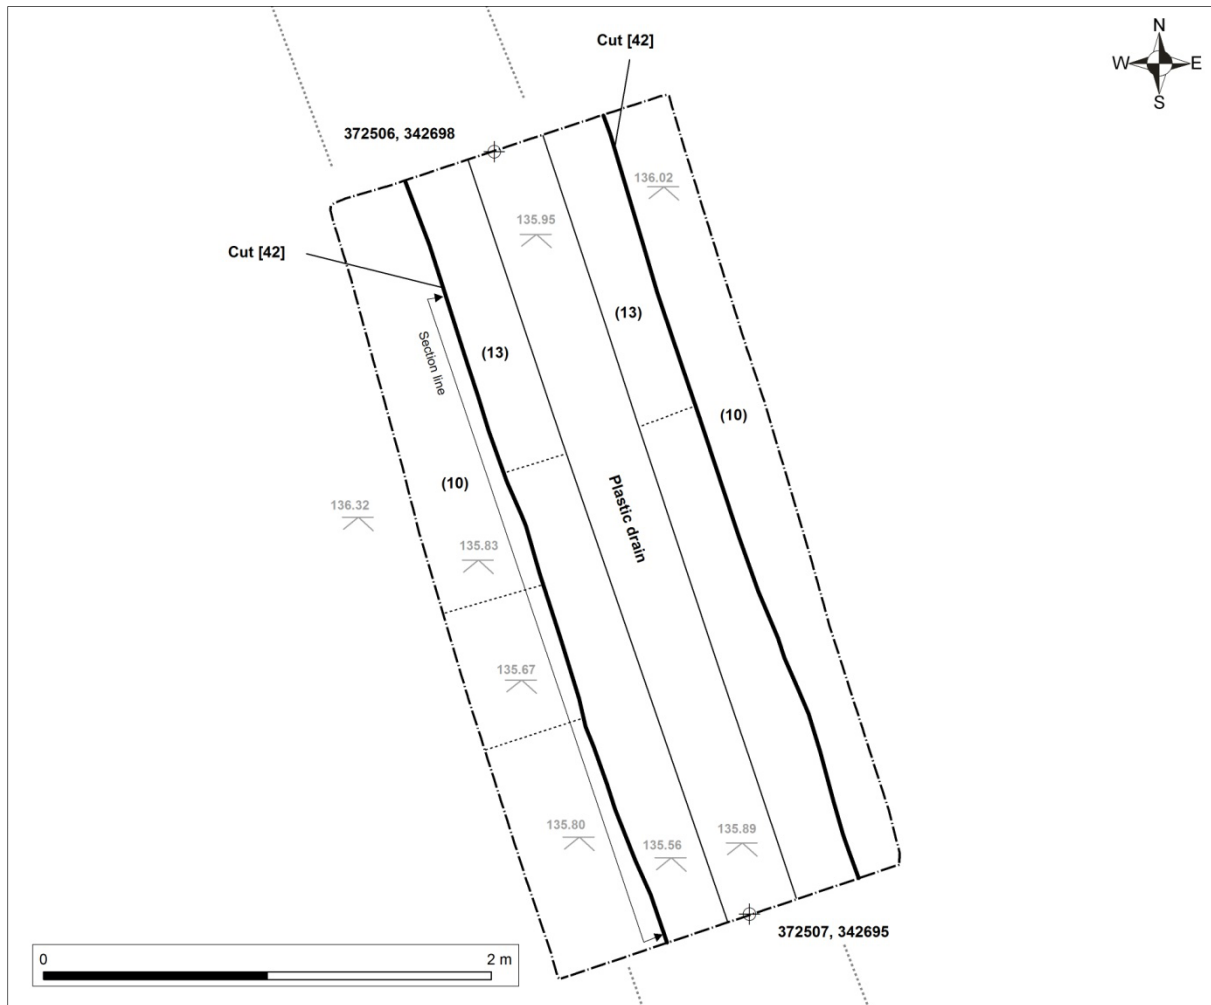 Cut [42]
N
W
E
S
372506, 342698
136.02
135.95
Cut [42]
(13)
(13)
Section line
(10)
(10)
136.32
Plastic drain
135.83
135.67
135.80
135.56
135.89
372507, 342695
0
2 m